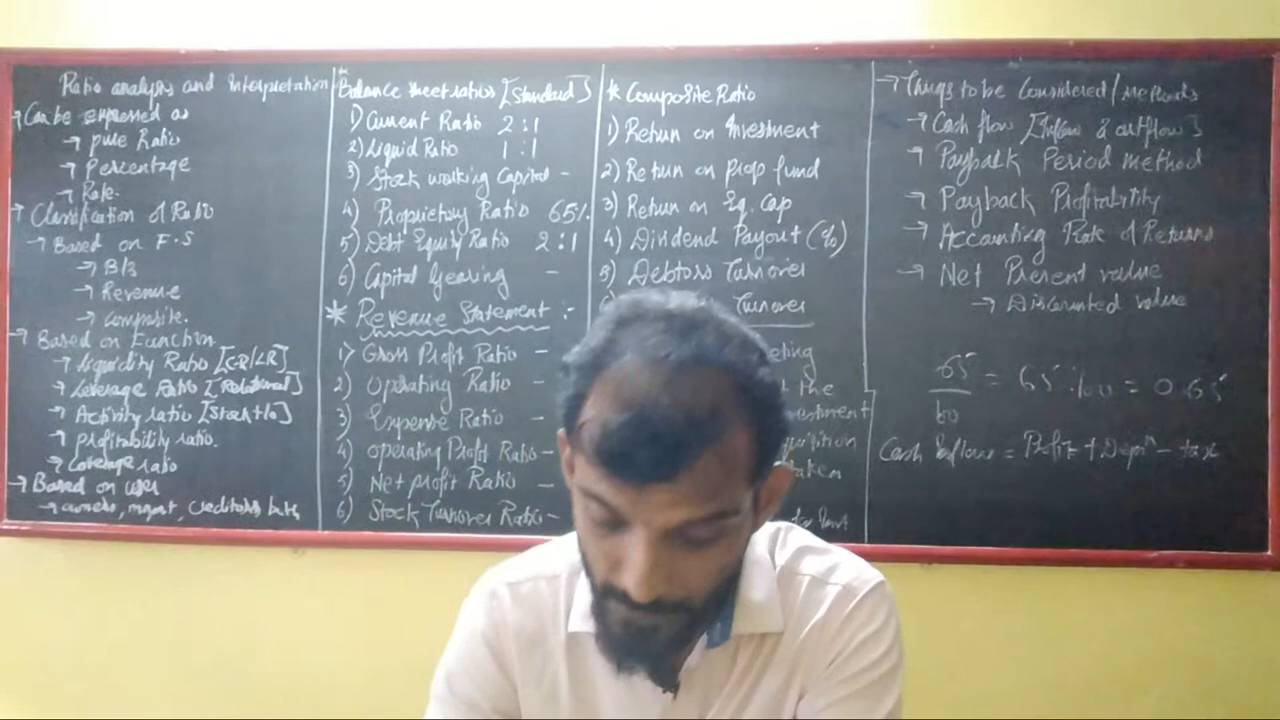 Ratio analysis and Interpretation
→ Can be expressed as
→ pure Ratio
→ Percentage
→ Rate.
→ Classification of Ratio
→ Based on F.S
→ B/S
→ Revenue
→ Composite.
→ Based on Function
→ Liquidity Ratio [CR/LR]
→ Leverage Ratio
→ Activity ratio [Stock t/o]
→ profitability ratio.
→ Coverage ratio
→ Based on user
→ owners, mgmt, creditors,
* Balance sheet ratios [Standard]
1) Current Ratio 2:1
2) Liquid Ratio 1:1
3) Stock working Capital -
4) Proprietary Ratio 65%
5) Debt Equity Ratio 2:1
6) Capital Gearing -
* Revenue Statement :-
1) Gross Profit Ratio -
2) Operating Ratio -
3) Expense Ratio -
4) operating Profit Ratio -
5) Net profit Ratio -
6) Stock Turnover Ratio -
* Composite Ratio
1) Return on Investment
2) Return on prop fund
3) Return on Eq. cap
4) Dividend Payout (%)
5) Debtors Turnover
Turnover
the
→ Things to be Considered/methods
→ Cash flow [Inflow & outflow]
→ Payback Period method
→ Payback Profitability
→ Accounting Rate of Returns
→ Net Present value
→ Discounted value
65/100 = 65% = 0.65
Cash Inflows = Profit + Depn - tax